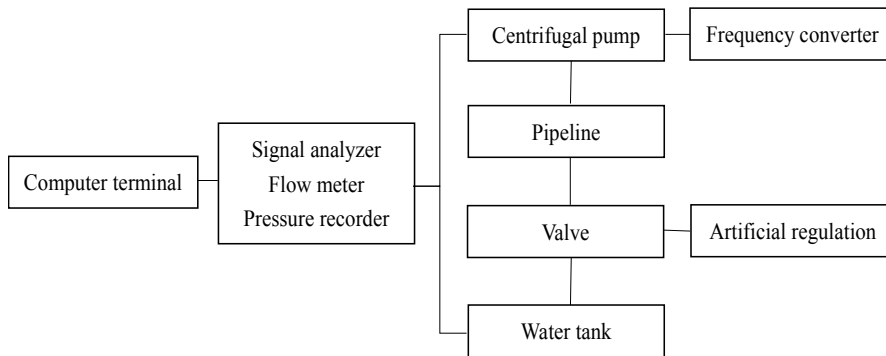 Centrifugal pump
Frequency converter
Pipeline
Computer terminal
Signal analyzer
Flow meter
Pressure recorder
Valve
Artificial regulation
Water tank